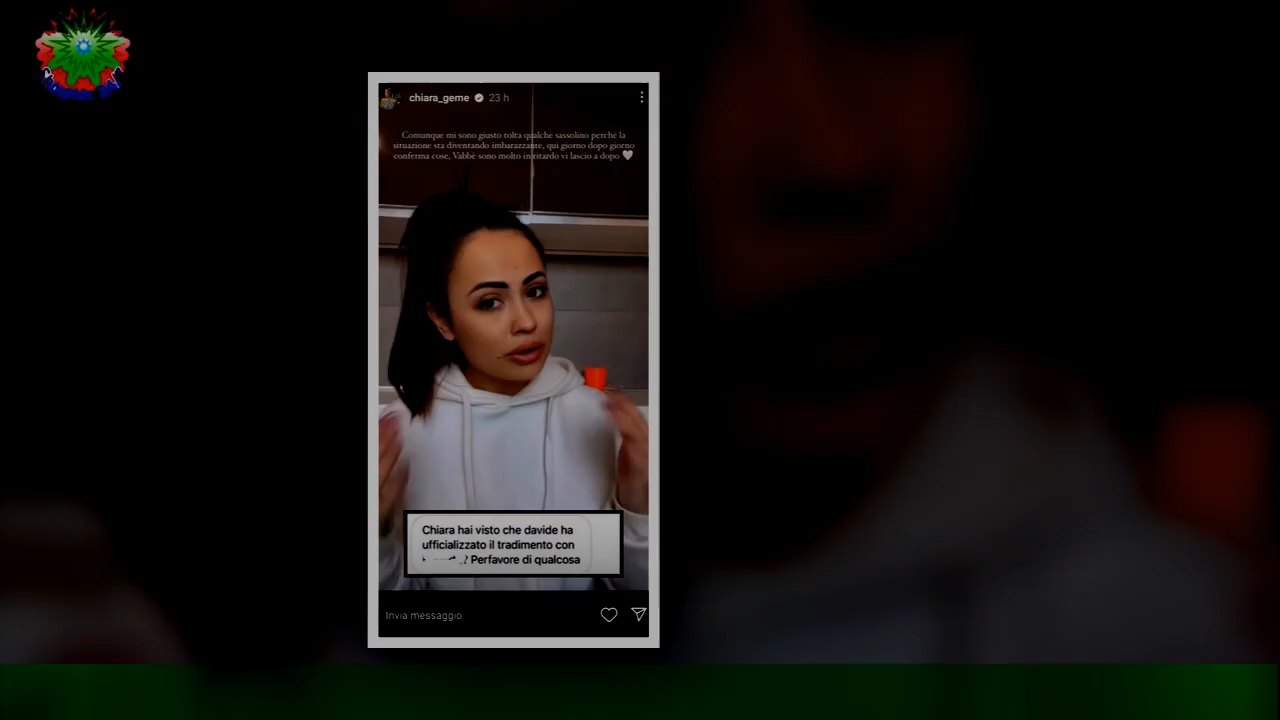 chiara_geme 23 h
Comunque mi sono giusto tolta qualche sassolino perché la
situazione sta diventando imbarazzante, qui giorno dopo giorno
conferma cose, Vabbè sono molto in ritardo vi lascio a dopo 🤍
Chiara hai visto che davide ha
ufficializzato il tradimento con
? Perfavore di qualcosa
Invia messaggio